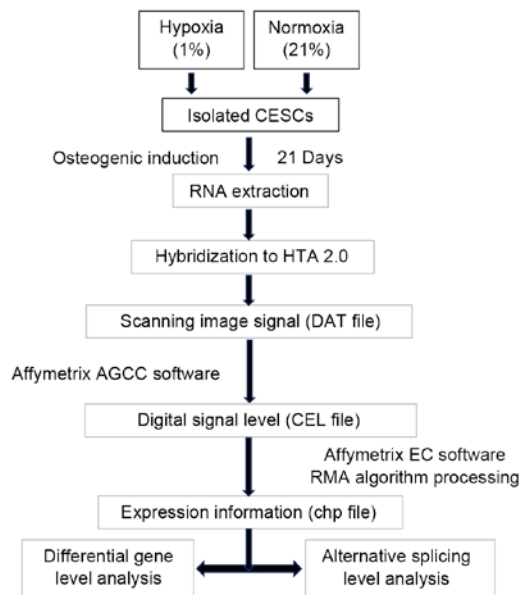 Hypoxia
(1%)
Normoxia
(21%)
Isolated CESCs
Osteogenic induction
21 Days
RNA extraction
Hybridization to HTA 2.0
Scanning image signal (DAT file)
Affymetrix AGCC software
Digital signal level (CEL file)
Affymetrix EC software
RMA algorithm processing
Expression information (chp file)
Differential gene
level analysis
Alternative splicing
level analysis